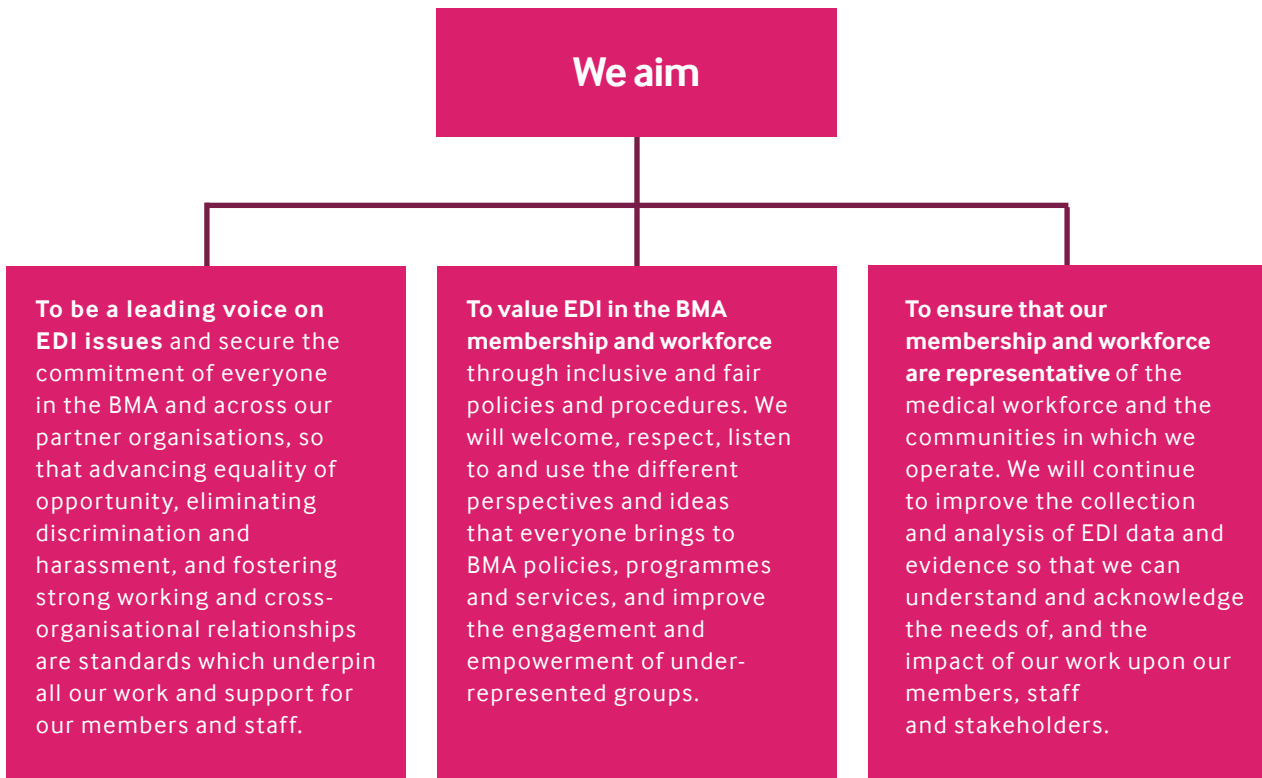 We aim
To be a leading voice on
EDI issues and secure the
commitment of everyone
in the BMA and across our
partner organisations, so
that advancing equality of
opportunity, eliminating
discrimination and
harassment, and fostering
strong working and cross-
organisational relationships
are standards which underpin
all our work and support for
our members and staff.
To value EDI in the BMA
membership and workforce
through inclusive and fair
policies and procedures. We
will welcome, respect, listen
to and use the different
perspectives and ideas
that everyone brings to
BMA policies, programmes
and services, and improve
the engagement and
empowerment of under-
represented groups.
To ensure that our
membership and workforce
are representative of the
medical workforce and the
communities in which we
operate. We will continue
to improve the collection
and analysis of EDI data and
evidence so that we can
understand and acknowledge
the needs of, and the
impact of our work upon our
members, staff
and stakeholders.